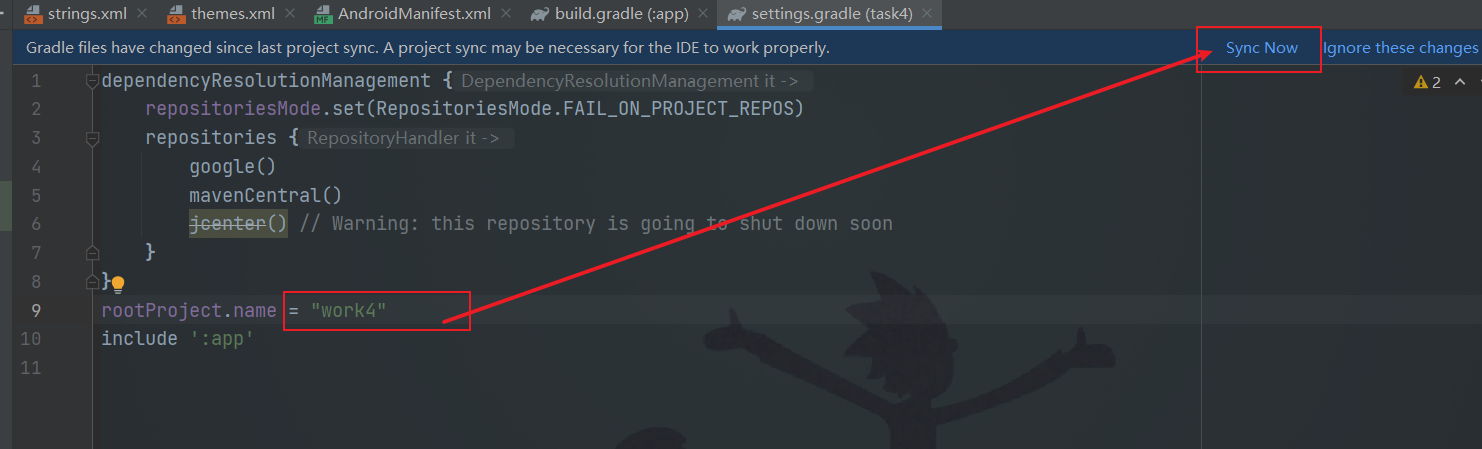 strings.xml themes.xml AndroidManifest.xml build.gradle (:app) settings.gradle (task4)
Gradle files have changed since last project sync. A project sync may be necessary for the IDE to work properly. Sync Now Ignore these changes
1 dependencyResolutionManagement { DependencyResolutionManagement it -> 2
2 repositoriesMode.set(RepositoriesMode.FAIL_ON_PROJECT_REPOS)
3 repositories { RepositoryHandler it ->
4 google()
5 mavenCentral()
6 jcenter() // Warning: this repository is going to shut down soon
7 }
8 }
9 rootProject.name = "work4"
10 include ':app'
11